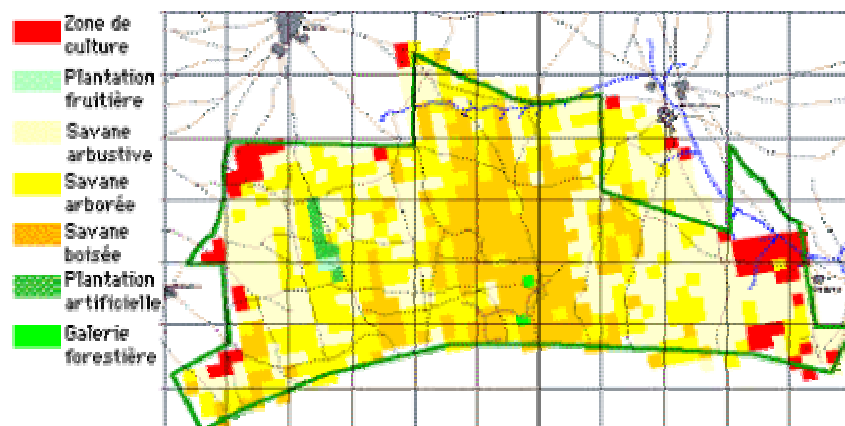 Zone de
culture
Plantation
fruitière
Savane
arbustive
Savane
arborée
Savane
boisée
Plantation
artificielle
Galerie
forestière